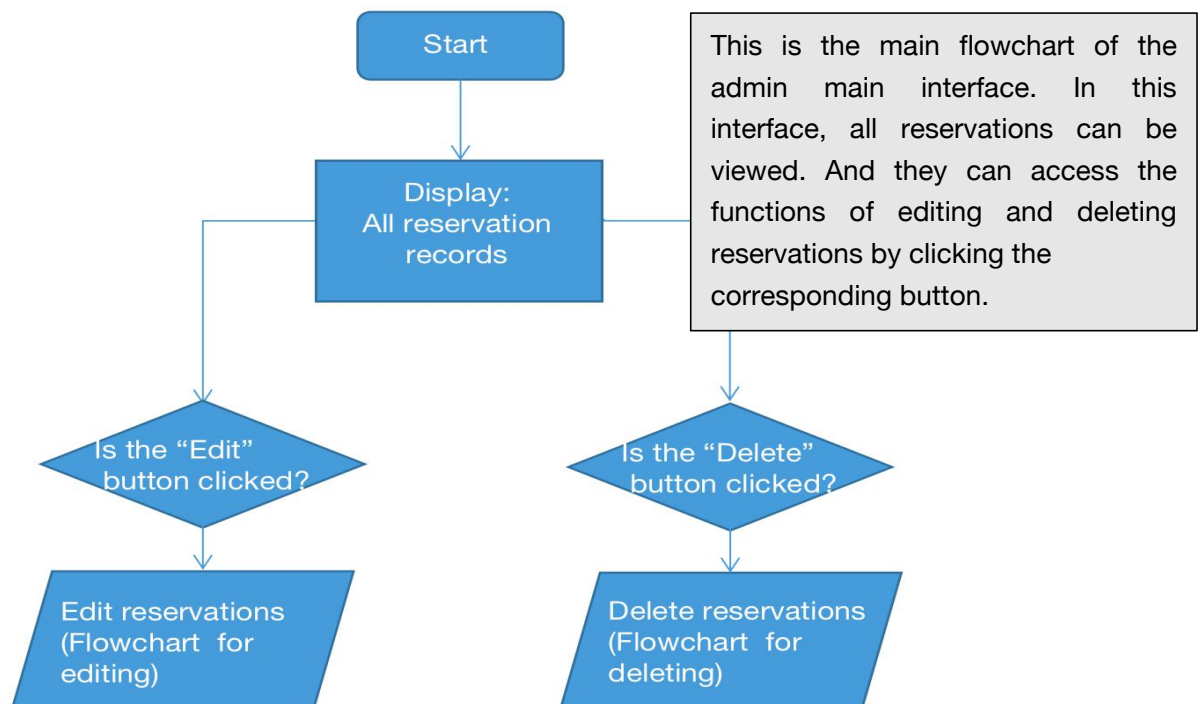 Start
This is the main flowchart of the
admin main interface. In this
interface, all reservations can be
viewed. And they can access the
functions of editing and deleting
reservations by clicking the
corresponding button.
Display:
All reservation
records
Is the “Edit”
button clicked?
Is the “Delete”
button clicked?
Edit reservations
(Flowchart for
editing)
Delete reservations
(Flowchart for
deleting)